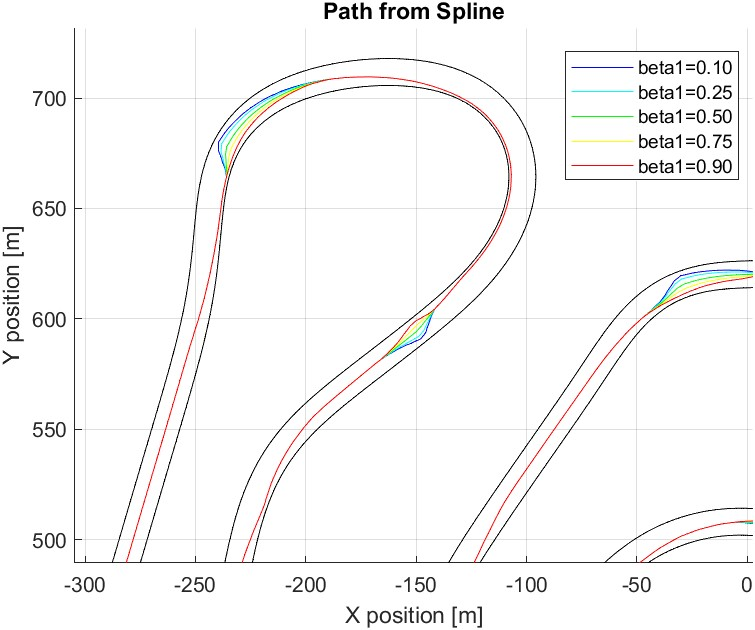 Path from Spline
beta1=0.10
beta1=0.25
beta1=0.50
beta1=0.75
beta1=0.90
Y position [m]
700
650
600
550
500
-300 -250 -200 -150 -100 -50 0
X position [m]